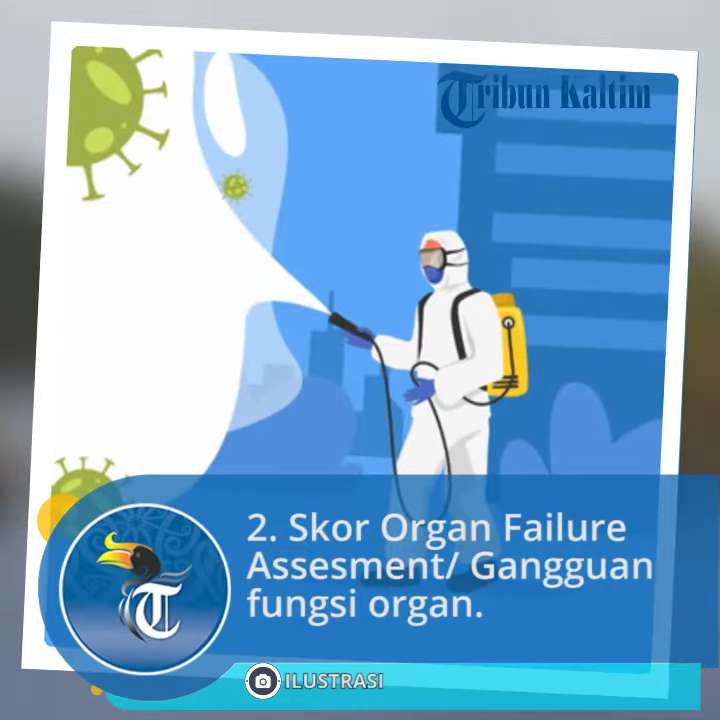 Tribun Kaltim
2. Skor Organ Failure
Assesment/ Gangguan
fungsi organ.
T
ILUSTRASI